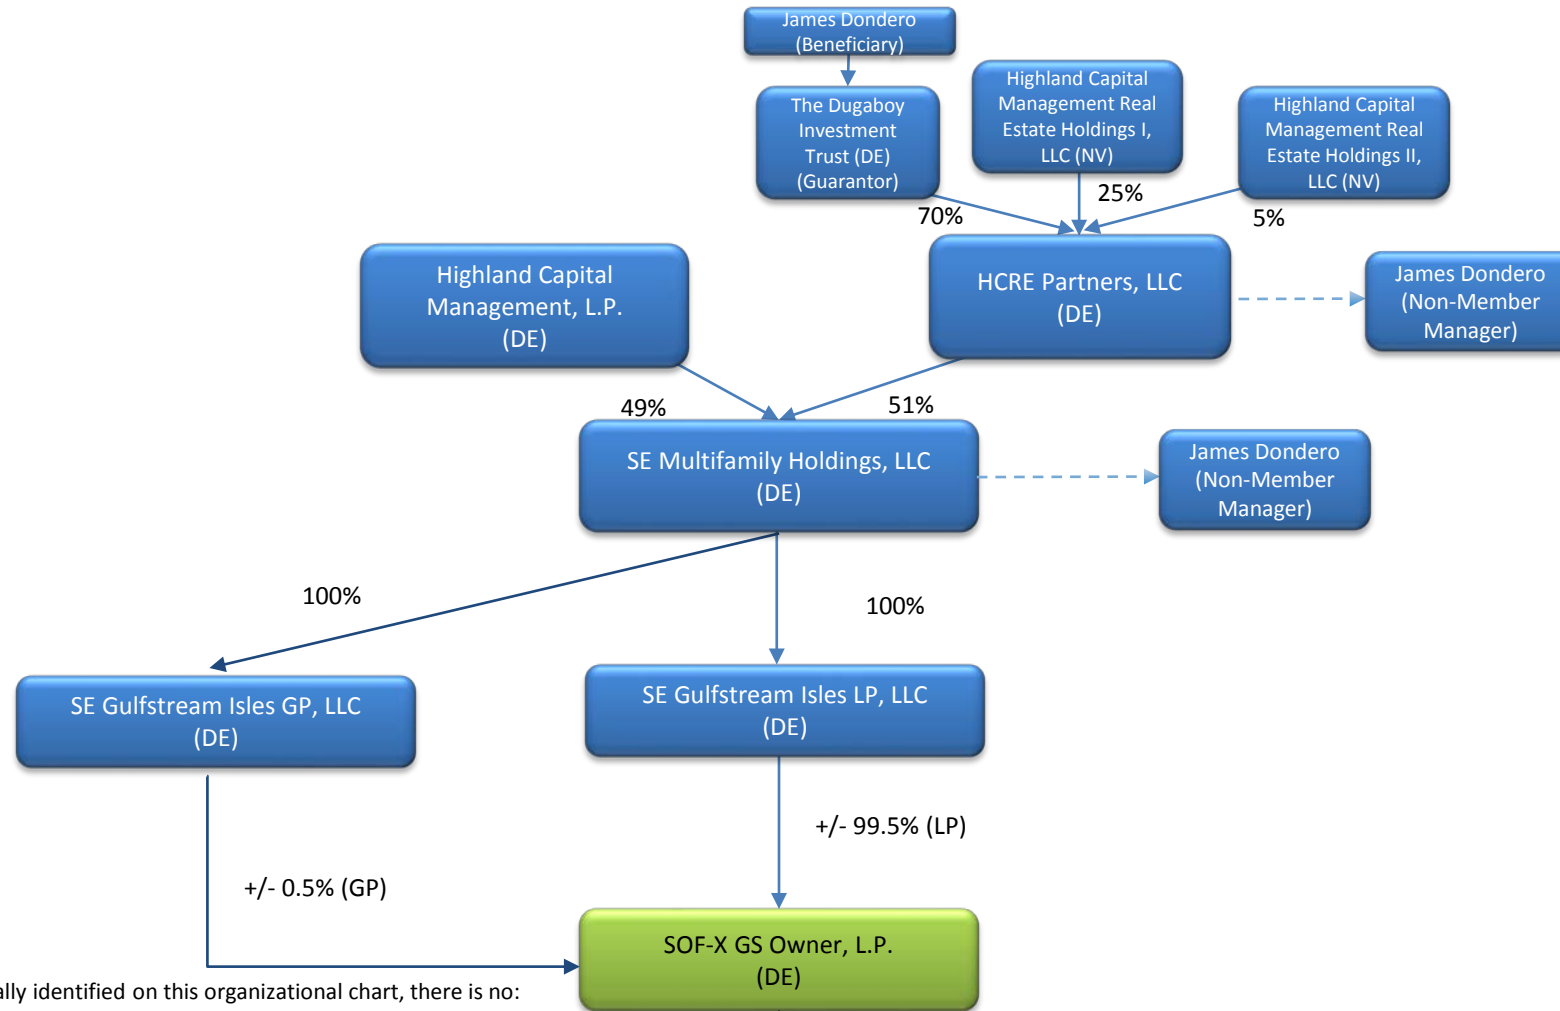 James Dondero
(Beneficiary)
The Dugaboy
Investment
Trust (DE)
(Guarantor)
Highland Capital
Management Real
Estate Holdings I,
LLC (NV)
Highland Capital
Management Real
Estate Holdings II,
LLC (NV)
70%
25%
5%
Highland Capital
Management, L.P.
(DE)
HCRE Partners, LLC
(DE)
James Dondero
(Non-Member
Manager)
49%
51%
SE Multifamily Holdings, LLC
(DE)
James Dondero
(Non-Member
Manager)
100%
100%
SE Gulfstream Isles GP, LLC
(DE)
SE Gulfstream Isles LP, LLC
(DE)
+/- 99.5% (LP)
+/- 0.5% (GP)
SOF-X GS Owner, L.P.
(DE)
identified on this organizational chart, there is no: